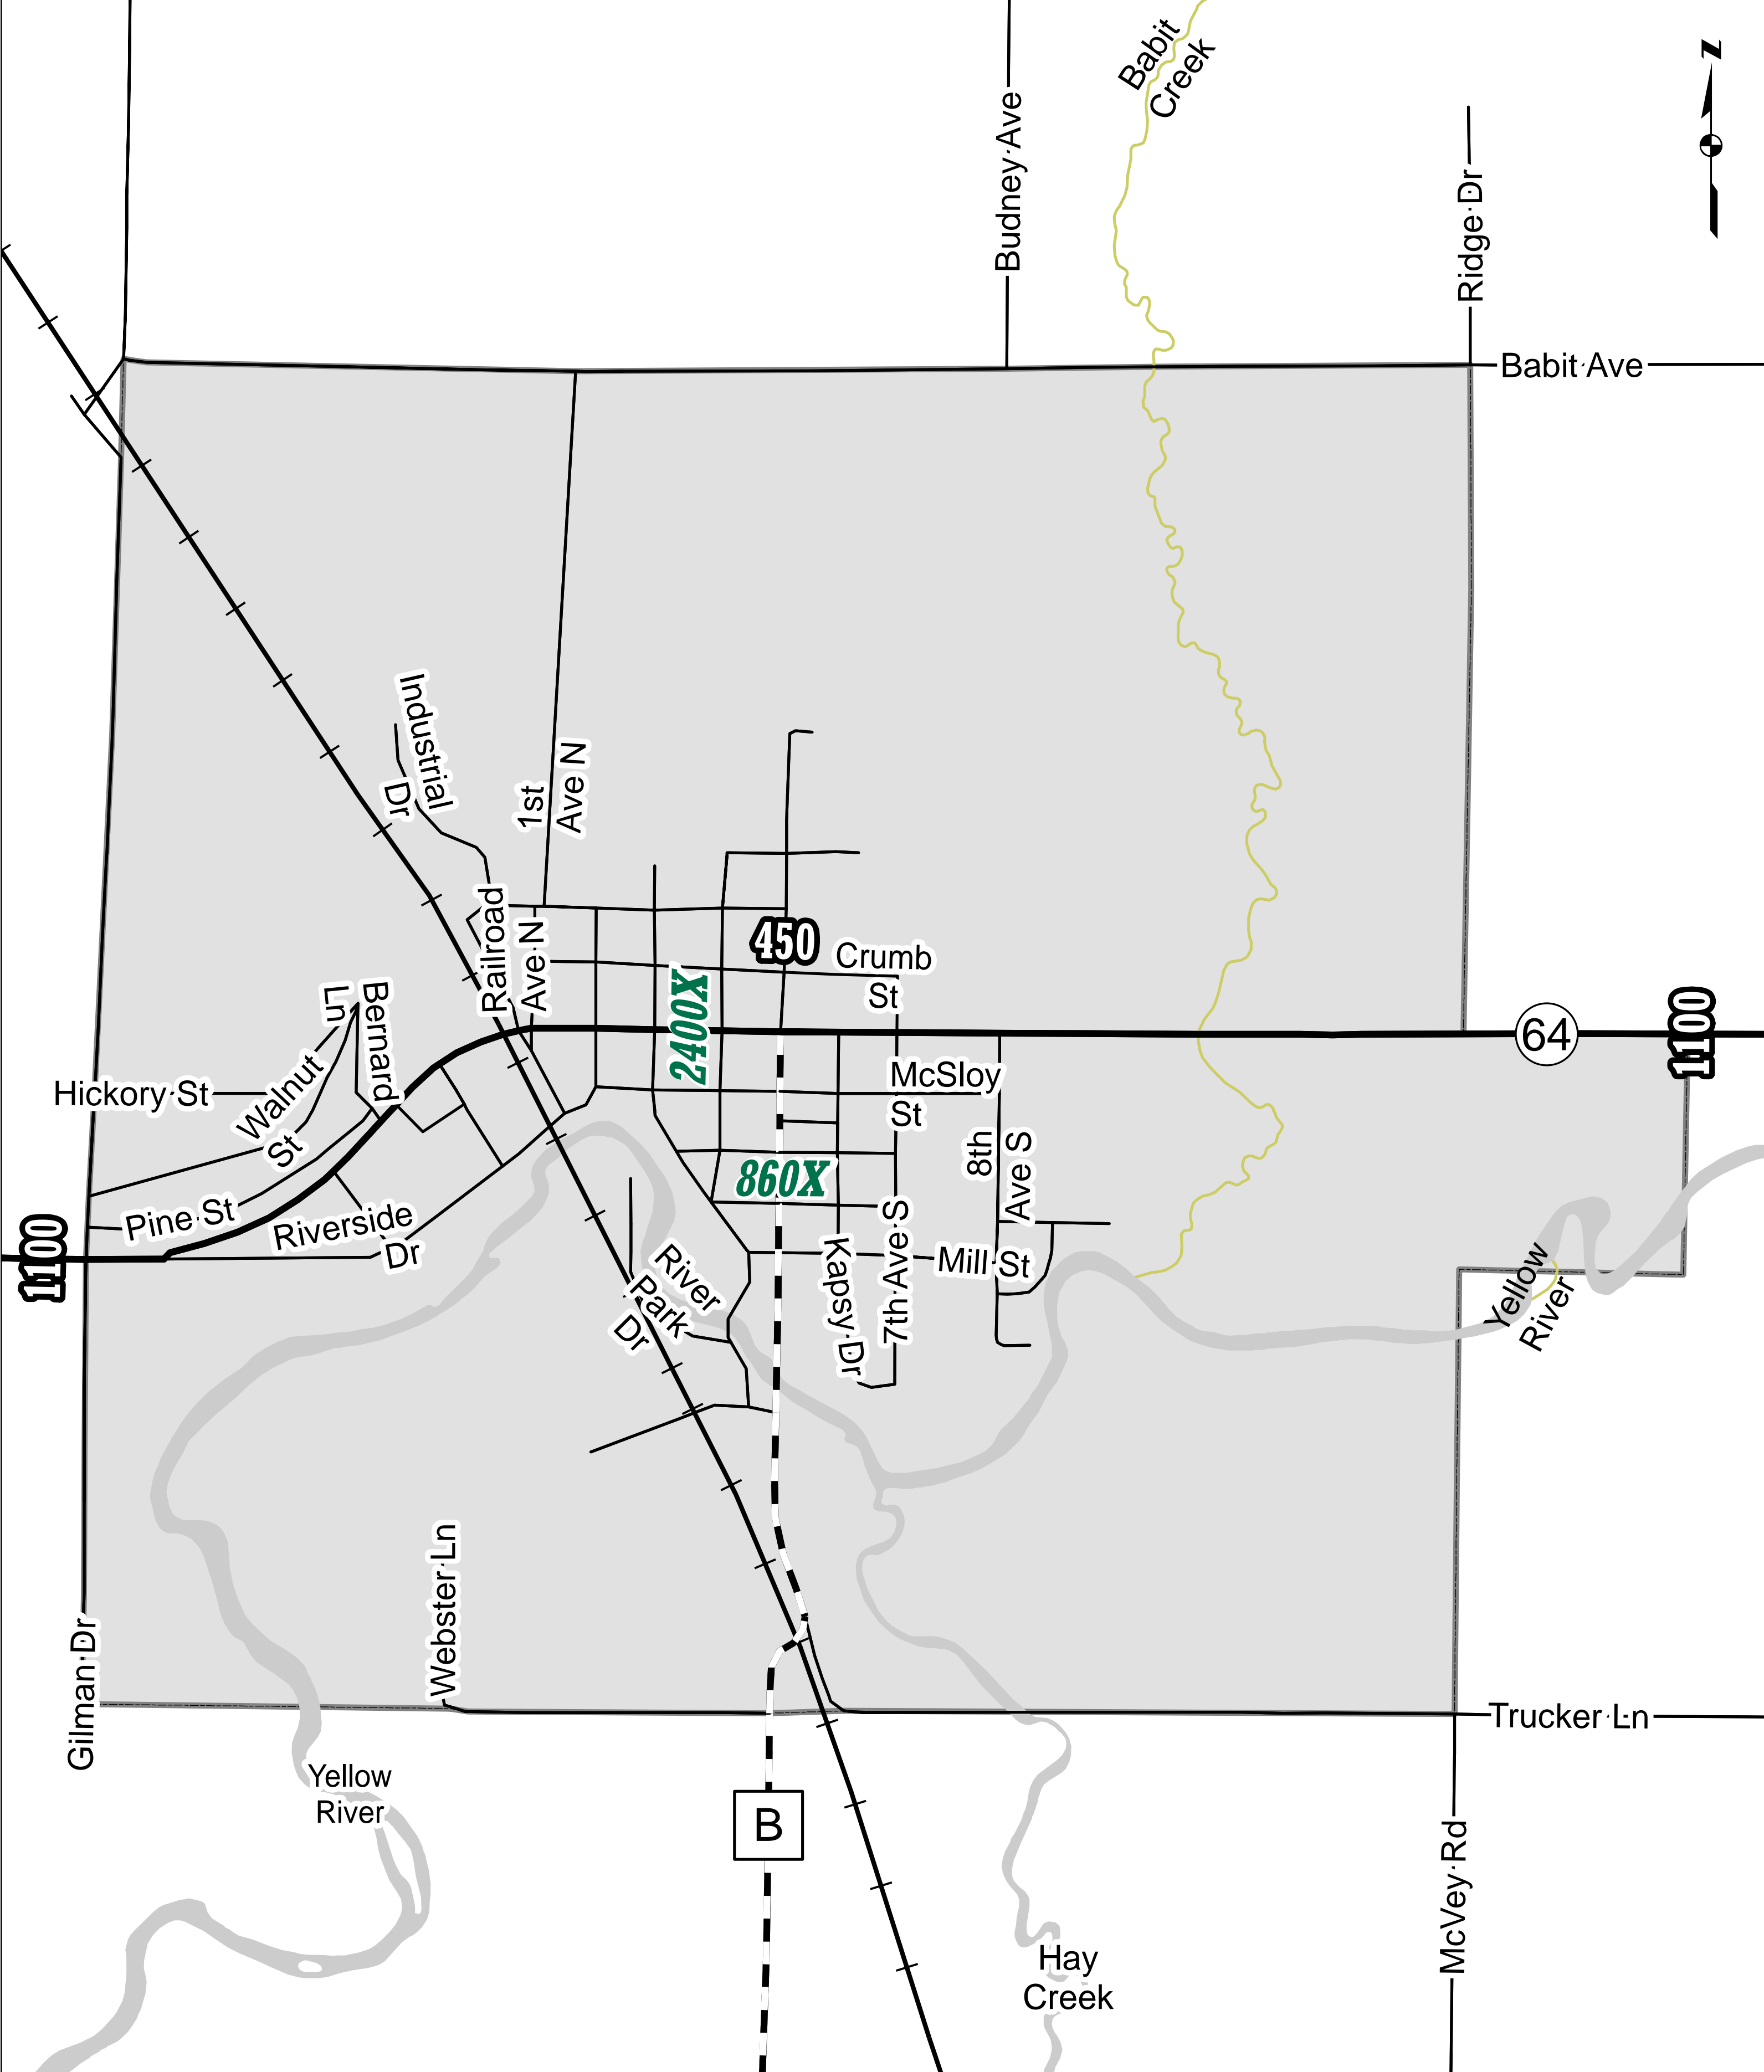 Babit
Creek
N
Budney Ave
Ridge Dr
Babit Ave
Industrial
Dr
1st
Ave N
Railroad
Ave N
450
Crumb
St
2400X
64
1100
Ln
Bernard
Hickory St
Walnut
St
McSloy
St
8th
Ave S
860X
Pine St
Riverside
Dr
1100
River
Park
Dr
Kapsy Dr
7th Ave S
Mill St
Yellow
River
Webster Ln
Gilman Dr
Trucker Ln
Yellow
River
B
McVey Rd
Hay
Creek